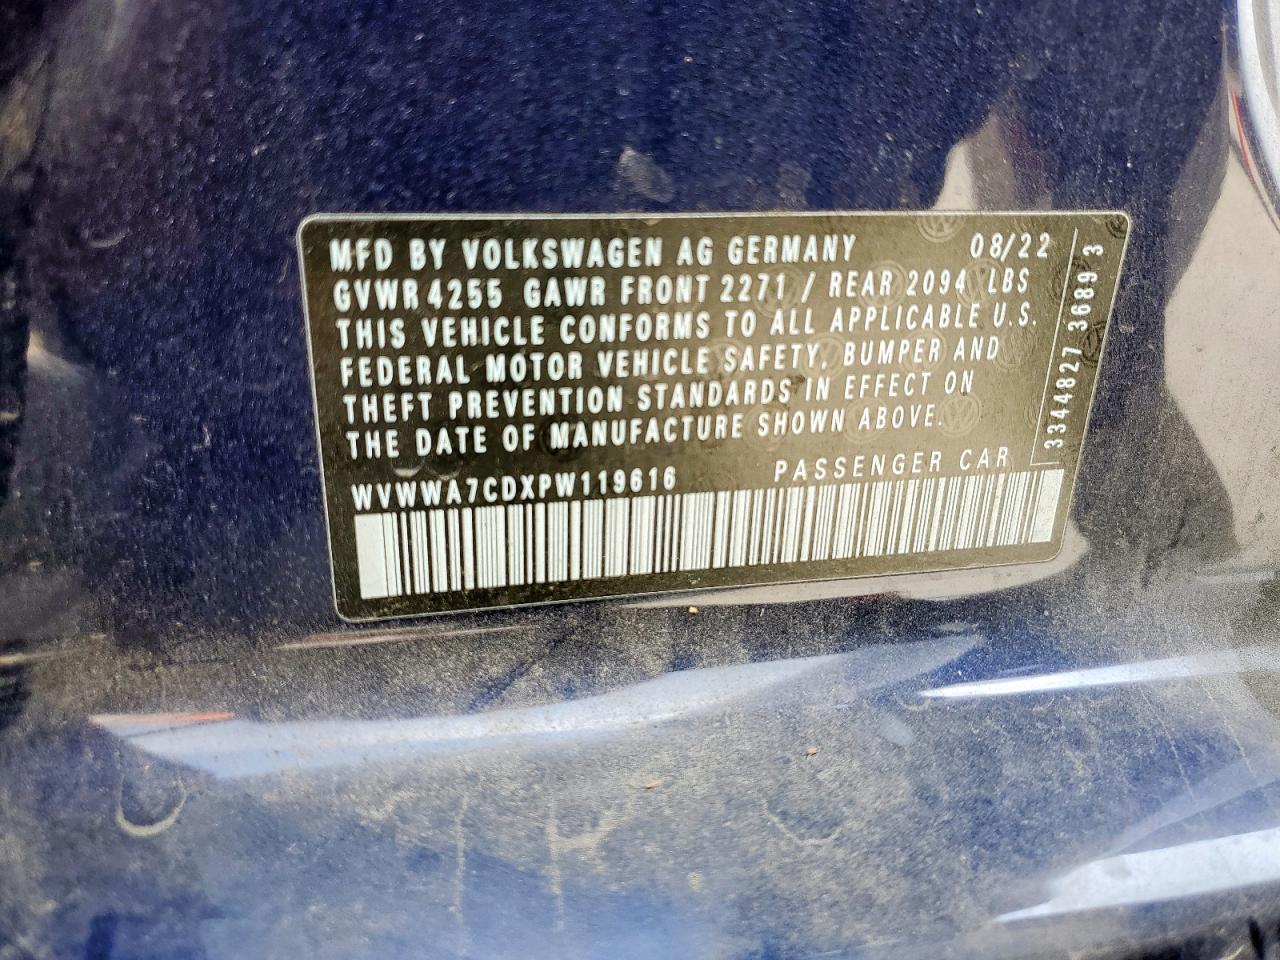 MFD BY VOLKSWAGEN AG GERMANY 08/22
GVWR 4255 GAWR FRONT 2271 / REAR 2094 LBS
THIS VEHICLE CONFORMS TO ALL APPLICABLE U.S.
FEDERAL MOTOR VEHICLE SAFETY, BUMPER AND
THEFT PREVENTION STANDARDS IN EFFECT ON
THE DATE OF MANUFACTURE SHOWN ABOVE.
WVWWA7CDXPW119616 PASSENGER CAR
3344827 3689 3